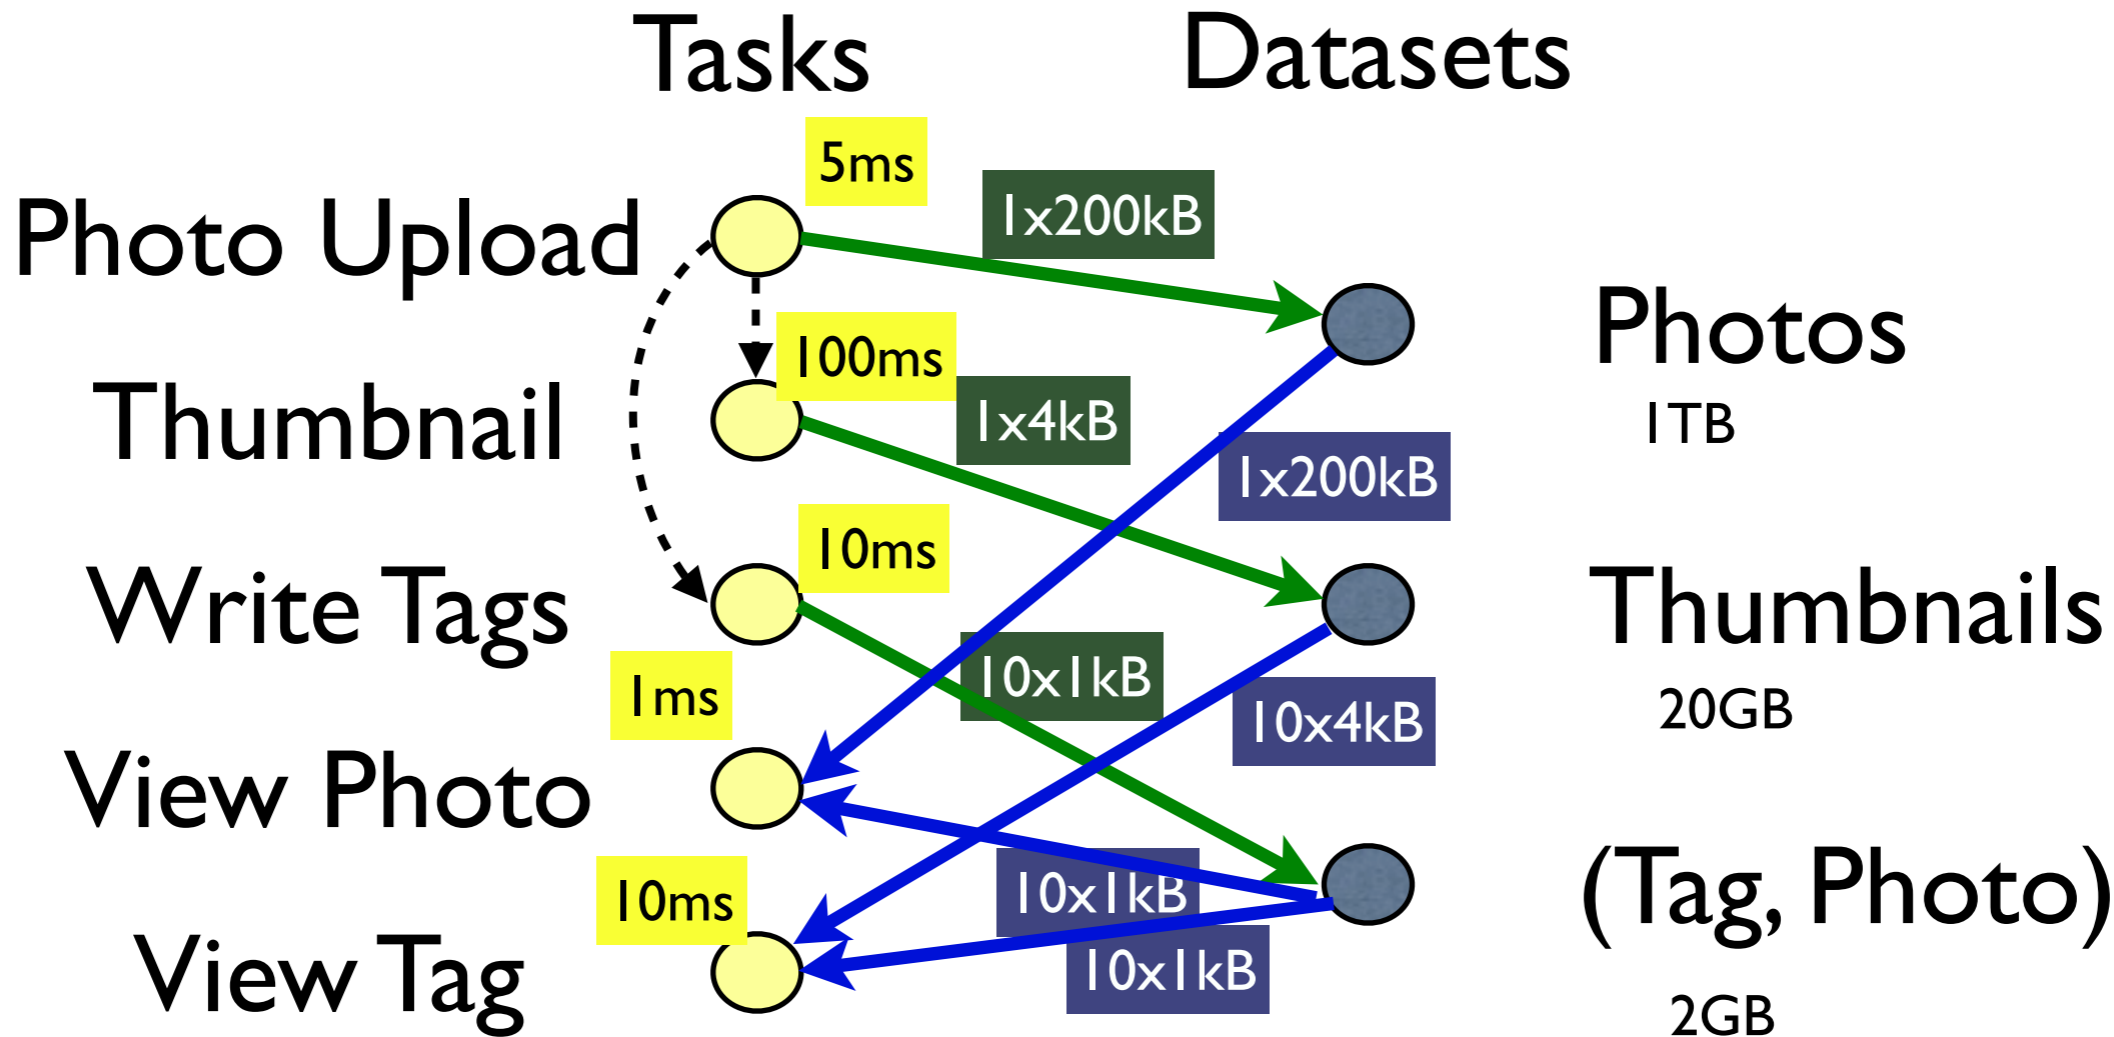 Tasks
Datasets
5ms
1x200kB
Photo Upload
Photos
100ms
1TB
Thumbnail
1x4kB
1x200kB
10ms
Write Tags
Thumbnails
10x1kB
1ms
20GB
10x4kB
View Photo
10x1kB
(Tag, Photo)
10ms
View Tag
10x1kB
2GB